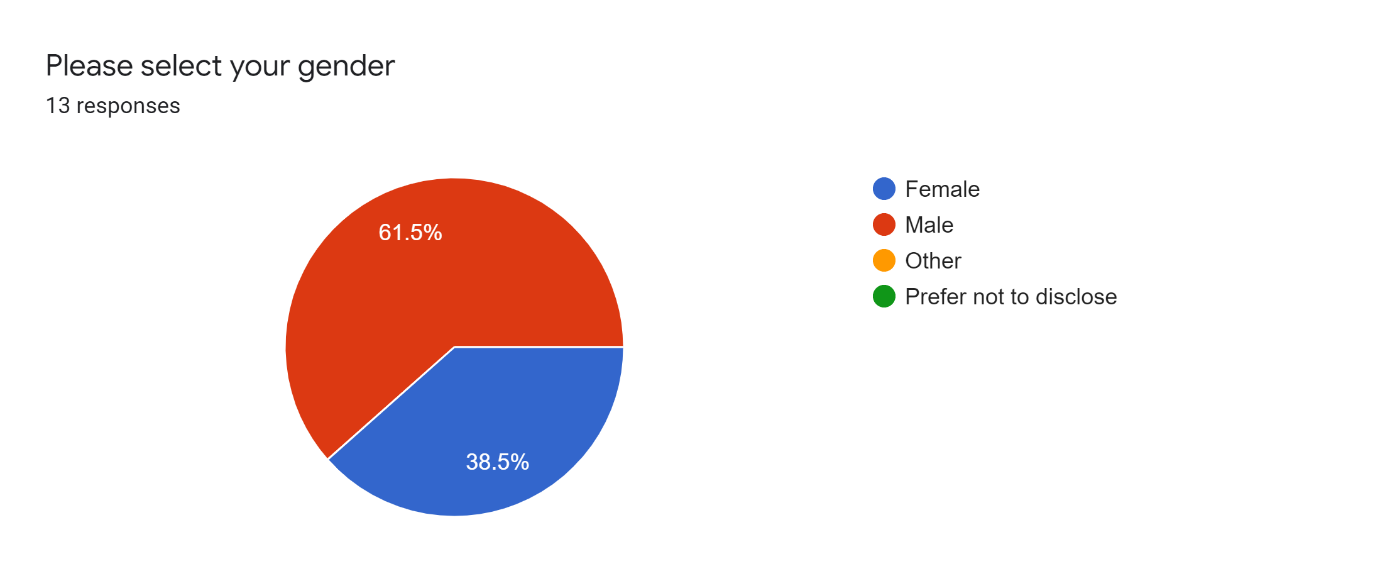 Please select your gender
13 responses
61.5%
38.5%
Female
Male
Other
Prefer not to disclose